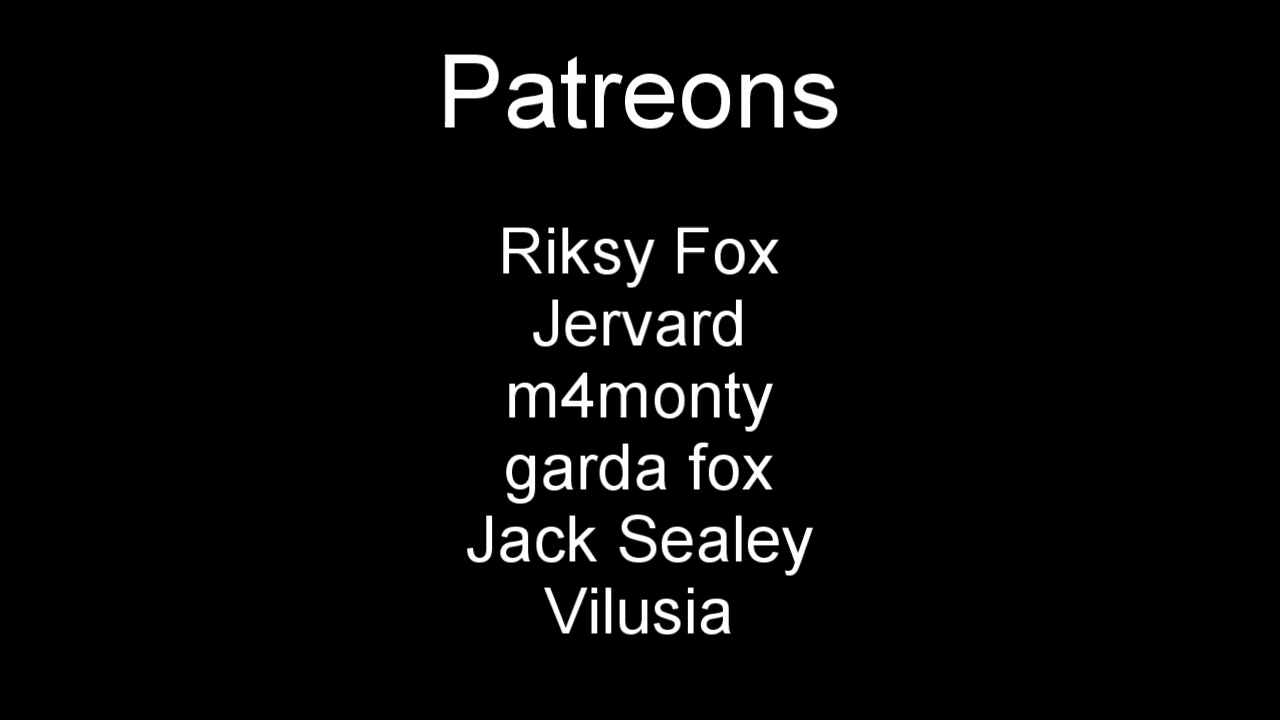 Patreons
Riksy Fox
Jervard
m4monty
garda fox
Jack Sealey
Vilusia